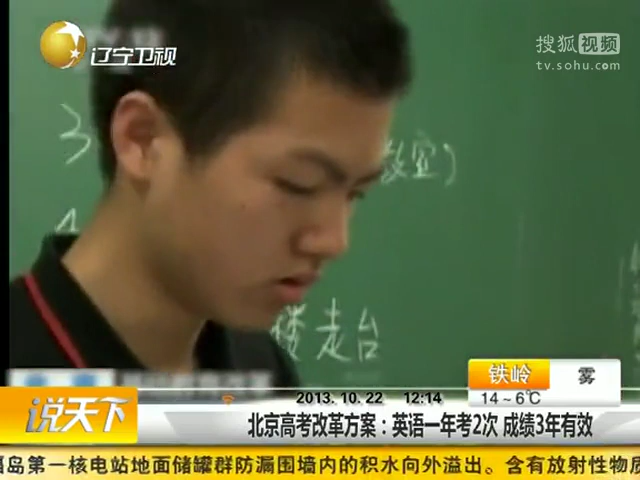 辽宁卫视
搜狐视频
tv.sohu.com
3
教室)
4
楼走台
铁岭
雾
2013. 10. 22
12:14
14~6℃
说天下
北京高考改革方案：英语一年考2次 成绩3年有效
岛第一核电站地面储罐群防漏围墙内的积水向外溢出。含有放射性物质